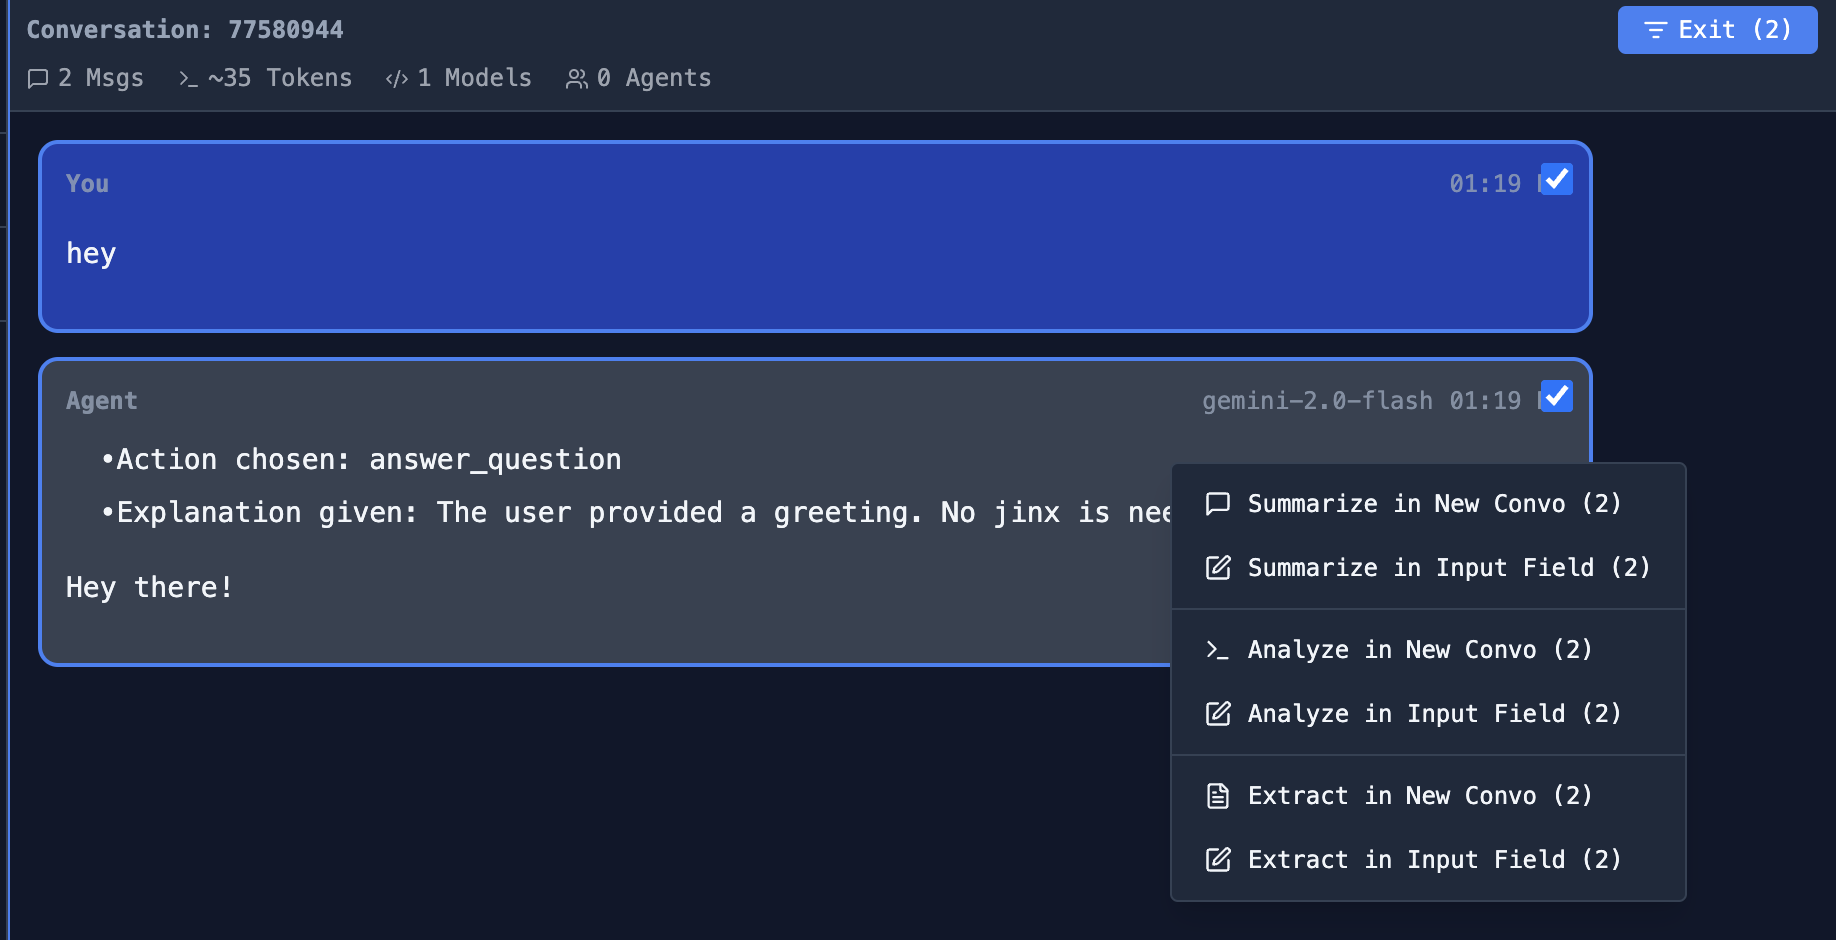 Conversation: 77580944
Exit (2)
2 Msgs ~35 Tokens 1 Models 0 Agents
You 01:19
hey
Agent gemini-2.0-flash 01:19
•Action chosen: answer_question
•Explanation given: The user provided a greeting. No jinx is
Hey there!
Summarize in New Convo (2)
Summarize in Input Field (2)
Analyze in New Convo (2)
Analyze in Input Field (2)
Extract in New Convo (2)
Extract in Input Field (2)